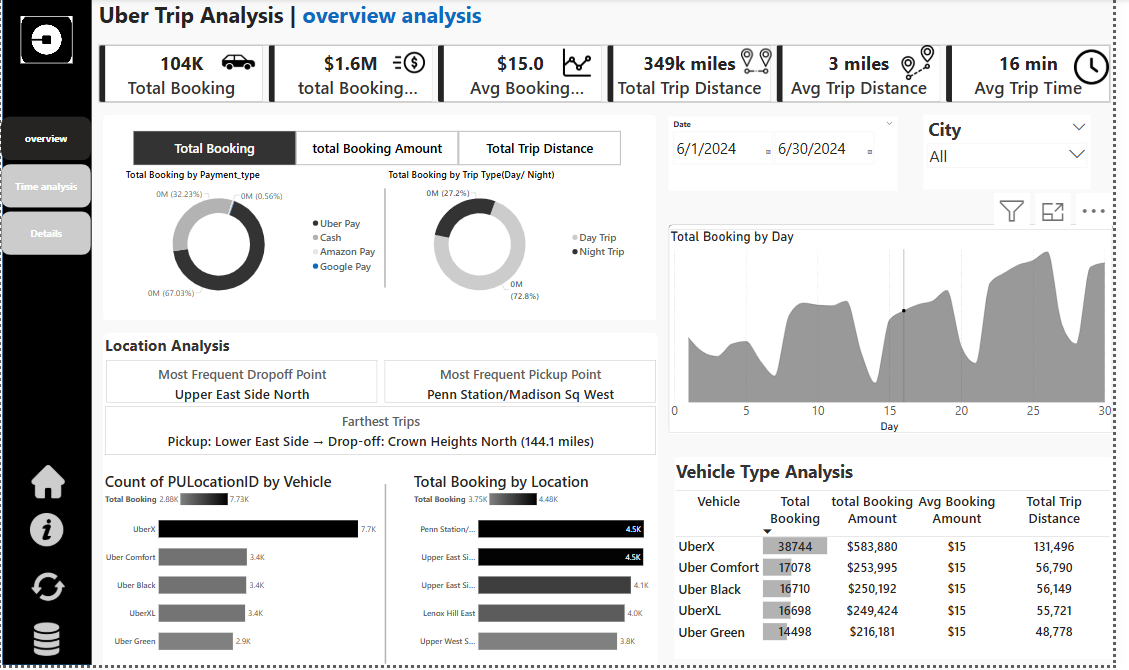 Uber Trip Analysis | overview analysis
104K
Total Booking
$1.6M
total Booking...
$15.0
Avg Booking...
349k miles
Total Trip Distance
3 miles
Avg Trip Distance
16 min
Avg Trip Time
overview
Time analysis
Details
Total Booking
total Booking Amount
Total Trip Distance
Total Booking by Payment_type
0M (32.23%)
0M (0.56%)
0M (67.03%)
Uber Pay
Cash
Amazon Pay
Google Pay
Total Booking by Trip Type(Day/ Night)
0M (27.2%)
0M
(72.8%)
Day Trip
Night Trip
Date
6/1/2024
6/30/2024
City
All
Total Booking by Day
0 5 10 15 20 25 30
Day
Location Analysis
Most Frequent Dropoff Point
Upper East Side North
Most Frequent Pickup Point
Penn Station/Madison Sq West
Farthest Trips
Pickup: Lower East Side → Drop-off: Crown Heights North (144.1 miles)
Count of PULocationID by Vehicle
Total Booking 2.88K 7.73K
UberX 7.7K
Uber Comfort 3.4K
Uber Black 3.4K
UberXL 3.4K
Uber Green 2.9K
Total Booking by Location
Total Booking 3.75K 4.48K
Penn Station/... 4.5K
Upper East Si... 4.5K
Upper East Si... 4.1K
Lenox Hill East 4.0K
Upper West S... 3.8K
Vehicle Type Analysis
Vehicle Total Booking total Booking Amount Avg Booking Amount Total Trip Distance
UberX 38744 $583,880 $15 131,496
Uber Comfort 17078 $253,995 $15 56,790
Uber Black 16710 $250,192 $15 56,149
UberXL 16698 $249,424 $15 55,721
Uber Green 14498 $216,181 $15 48,778